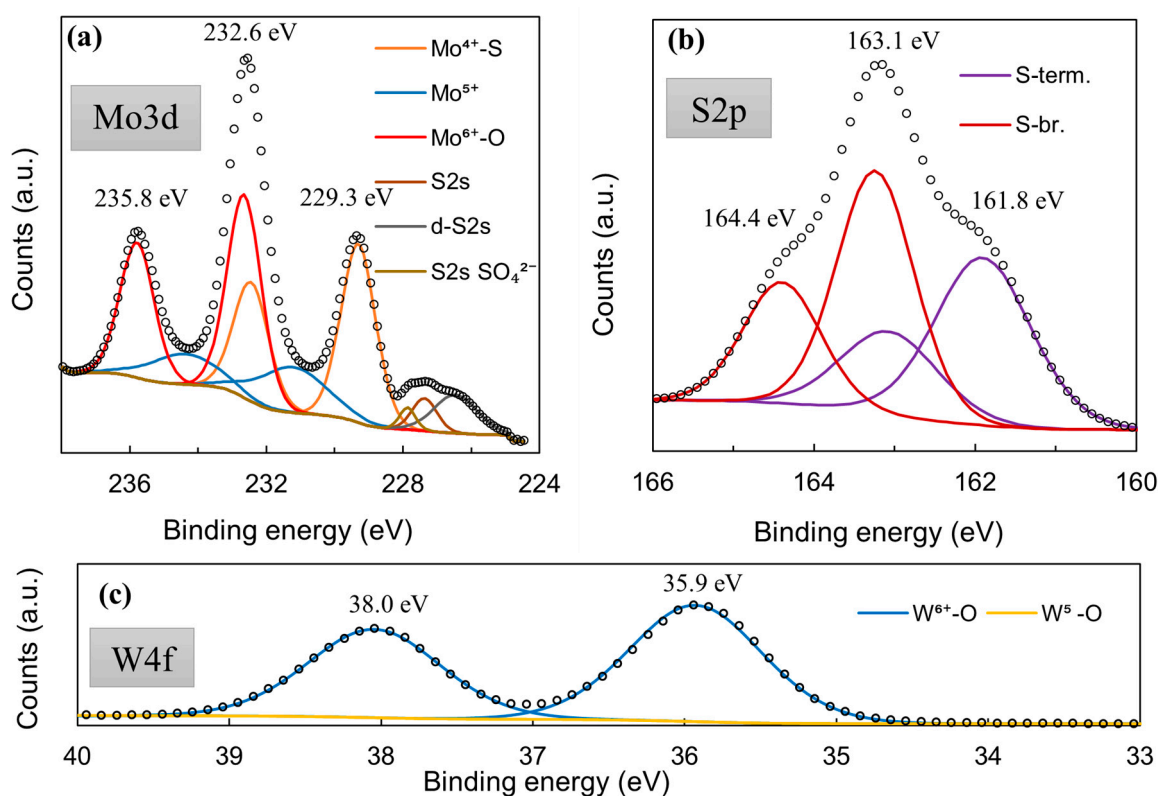 (a)
232.6 eV
Mo3d
235.8 eV
229.3 eV
Mo⁴⁺-S
Mo⁵⁺
Mo⁶⁺-O
S2s
d-S2s
S2s SO₄²⁻
Counts (a.u.)
236
232
228
224
Binding energy (eV)
(b)
163.1 eV
S2p
S-term.
S-br.
164.4 eV
161.8 eV
Counts (a.u.)
166
164
162
160
Binding energy (eV)
(c)
38.0 eV
35.9 eV
W⁶⁺-O
W⁵ -O
W4f
Counts (a.u.)
40
39
38
37
36
35
34
33
Binding energy (eV)